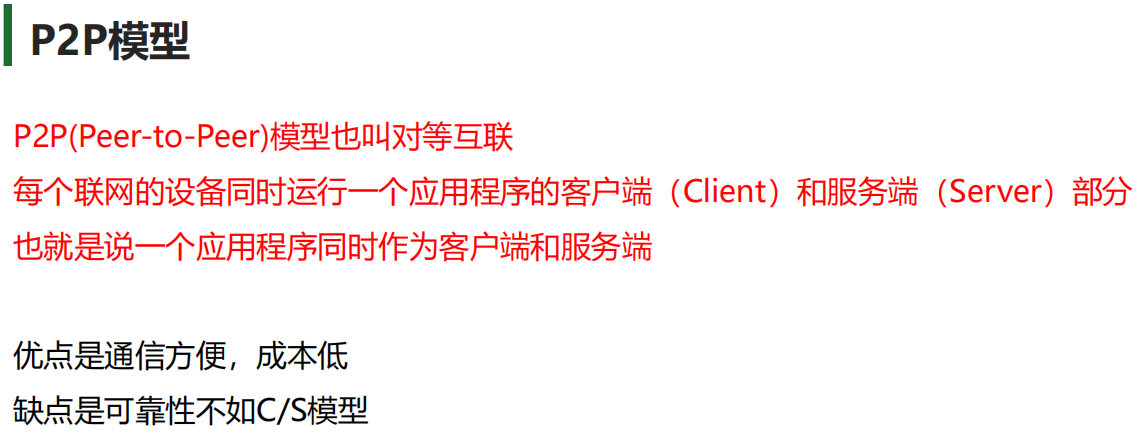 P2P模型
P2P(Peer-to-Peer)模型也叫对等互联
每个联网的设备同时运行一个应用程序的客户端（Client）和服务端（Server）部分
也就是说一个应用程序同时作为客户端和服务端
优点是通信方便，成本低
缺点是可靠性不如C/S模型